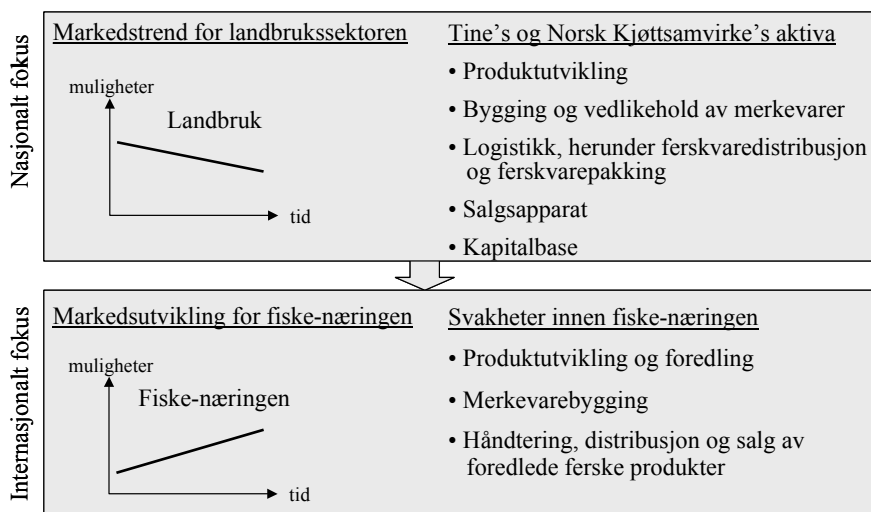 Nasjonalt fokus
Markedstrend for landbrukssektoren
muligheter
Landbruk
tid
Tine’s og Norsk Kjøttsamvirke’s aktiva
• Produktutvikling
• Bygging og vedlikehold av merkevarer
• Logistikk, herunder ferskvaredistribusjon
og ferskvarepakking
• Salgsapparat
• Kapitalbase
Internasjonalt fokus
Markedsutvikling for fiske-næringen
muligheter
Fiske-næringen
tid
Svakheter innen fiske-næringen
• Produktutvikling og foredling
• Merkevarebygging
• Håndtering, distribusjon og salg av
foredlede ferske produkter